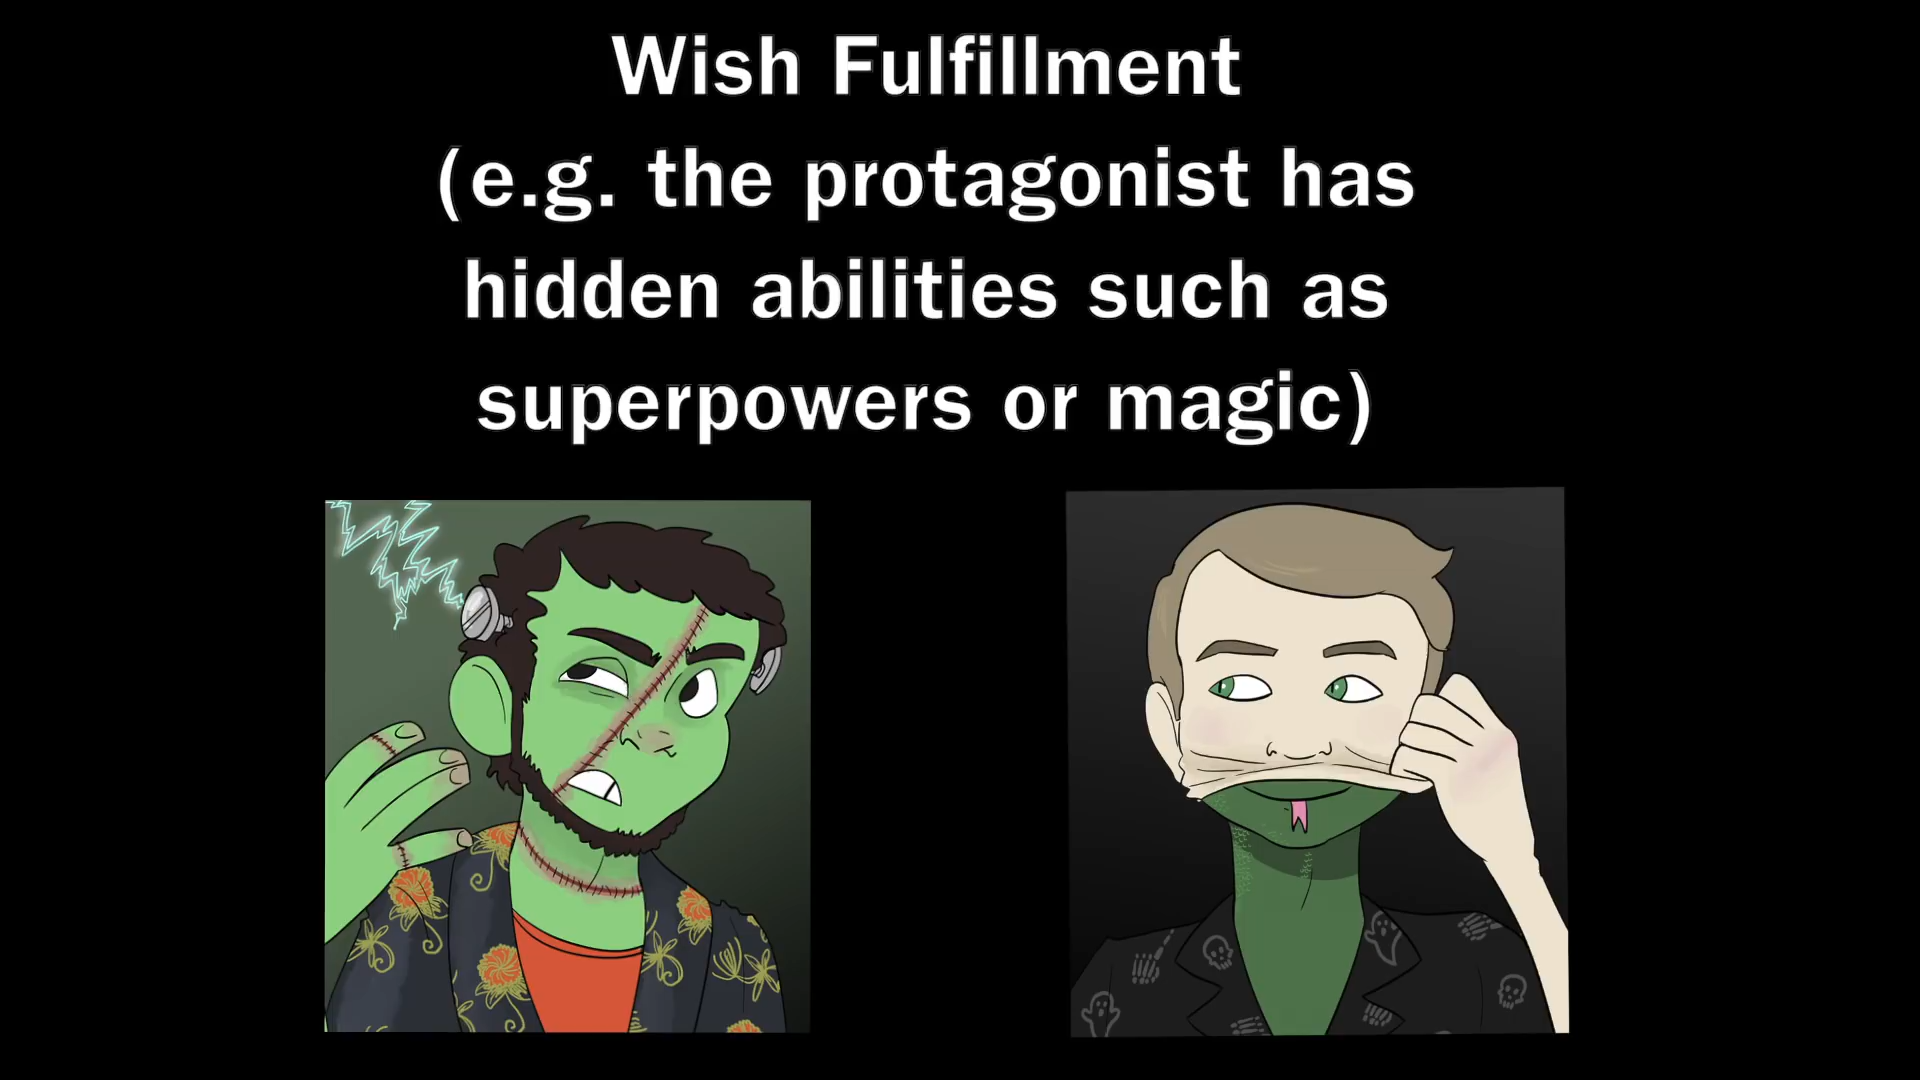 Wish Fulfillment
(e.g. the protagonist has
hidden abilities such as
superpowers or magic)